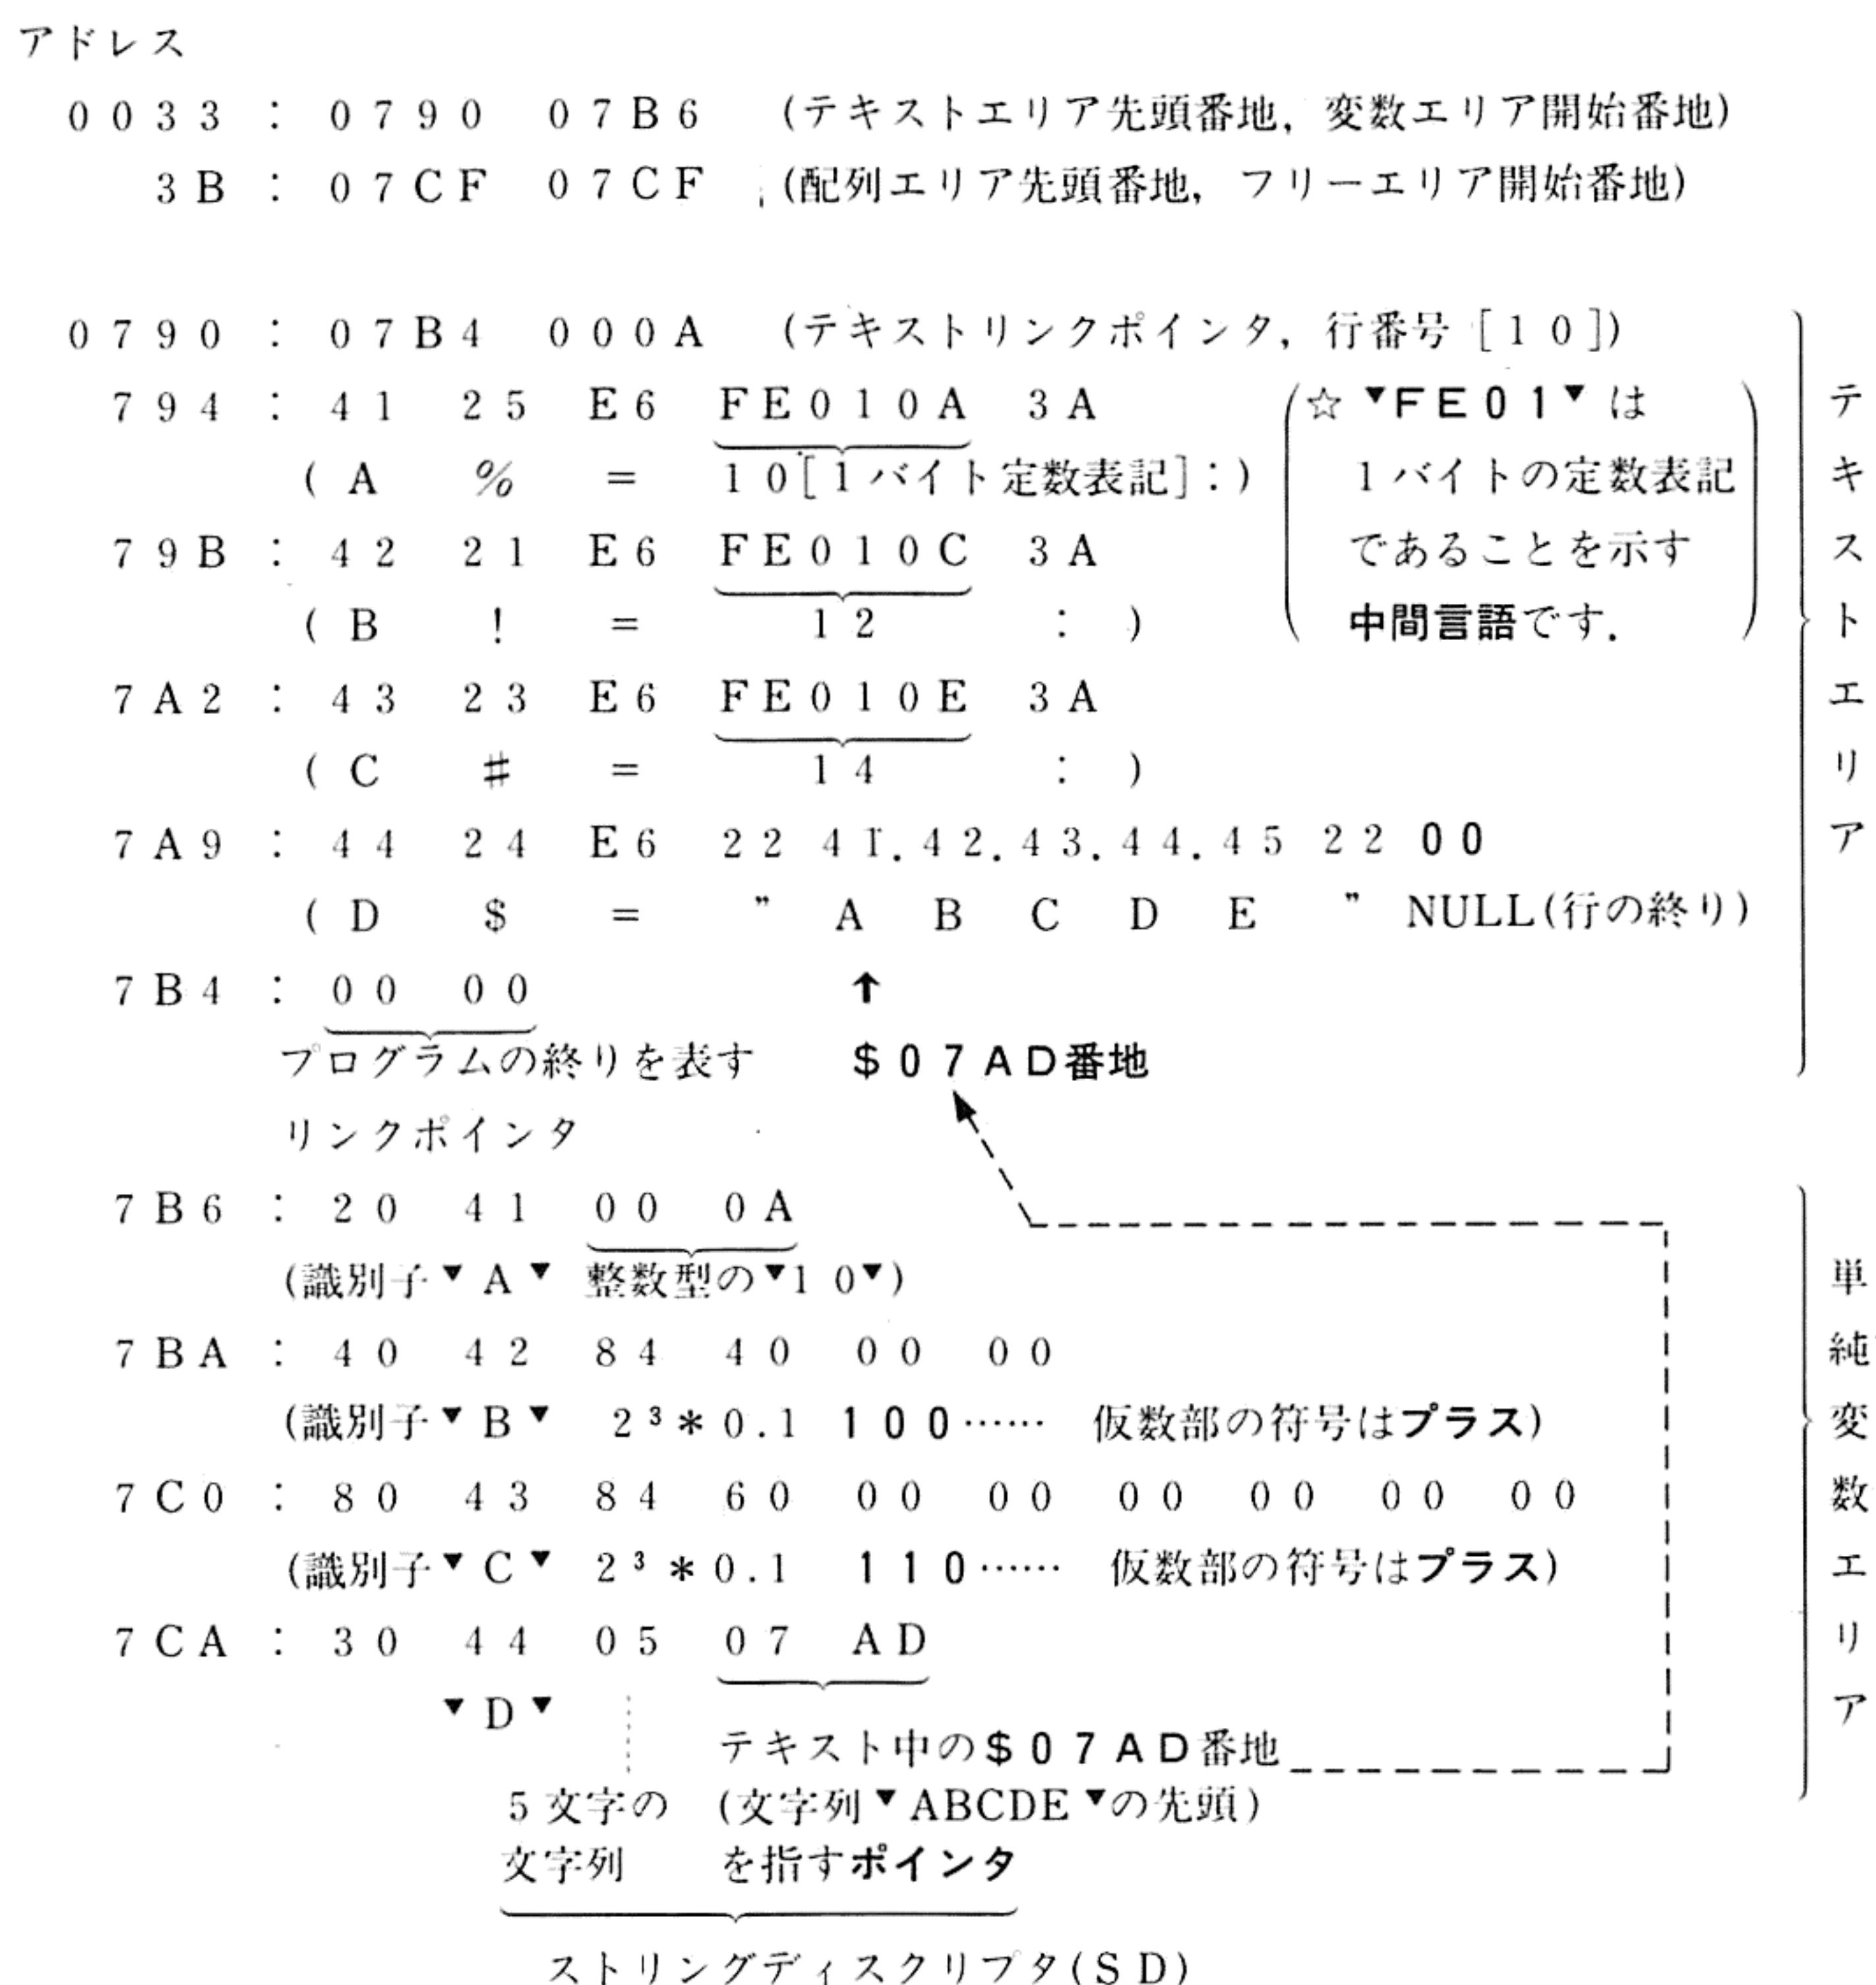 アドレス
0033 : 0790 07B6 (テキストエリア先頭番地, 変数エリア開始番地)
3B : 07CF 07CF (配列エリア先頭番地, フリーエリア開始番地)
0790 : 07B4 000A (テキストリンクポインタ, 行番号 [10])
794 : 41 25 E6 FE010A 3A
(A % = 10[1バイト定数表記]:)
79B : 42 21 E6 FE010C 3A
(B ! = 12 : )
7A2 : 43 23 E6 FE010E 3A
(C # = 14 : )
7A9 : 44 24 E6 22 41.42.43.44.45 22 00
(D $ = ” A B C D E ” NULL(行の終り)
☆ ▼FE01▼ は
1バイトの定数表記
であることを示す
中間言語です.
7B4 : 00 00 ↑
プログラムの終りを表す $07AD番地
リンクポインタ
テキストエリア
7B6 : 20 41 00 0A
(識別子▼A▼ 整数型の▼10▼)
7BA : 40 42 84 40 00 00
(識別子▼B▼ 2³*0.1 100…… 仮数部の符号はプラス)
7C0 : 80 43 84 60 00 00 00 00 00 00
(識別子▼C▼ 2³*0.1 110…… 仮数部の符号はプラス)
7CA : 30 44 05 07 AD
▼D▼
テキスト中の$07AD番地
5文字の (文字列▼ABCDE▼の先頭)
文字列 を指すポインタ
ストリングディスクリプタ(SD)
単純変数エリア